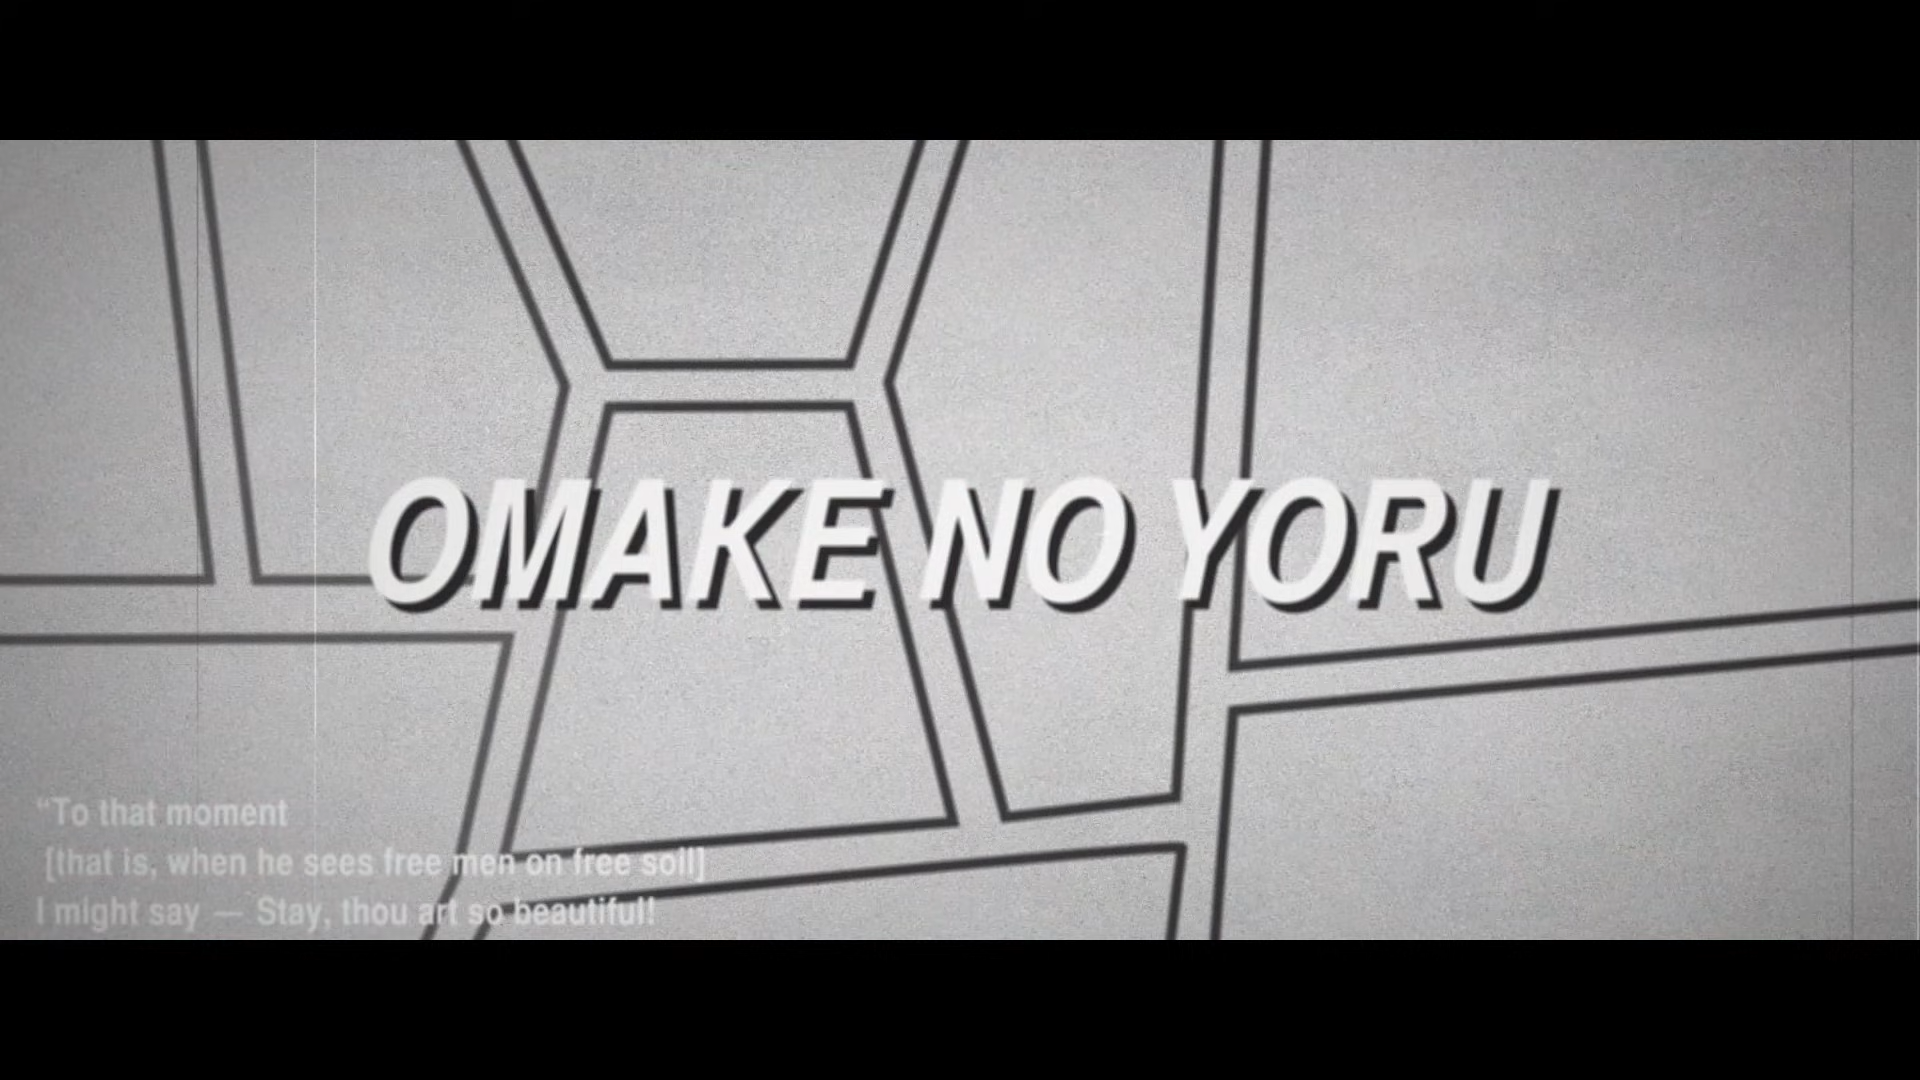 OMAKE NO YORU
“To that moment
[that is, when he sees free men on free soil]
I might say — Stay, thou art so beautiful!